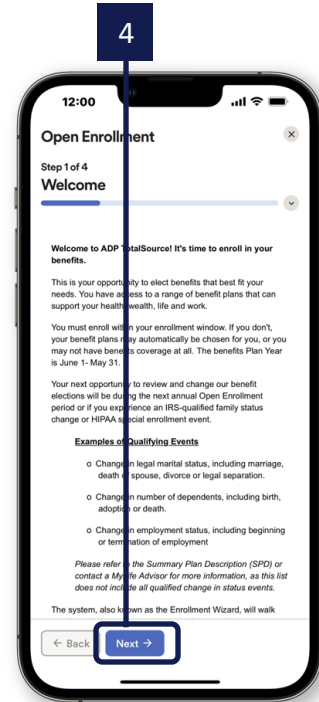 4
12:00
Open Enrollment
Step 1 of 4
Welcome
Welcome to ADP TotalSource! It's time to enroll in your
benefits.
This is your opportunity to elect benefits that best fit your
needs. You have access to a range of benefit plans that can
support your health, wealth, life and work.
You must enroll within your enrollment window. If you don't,
your benefit plans may automatically be chosen for you, or you
may not have benefits coverage at all. The benefits Plan Year
is June 1- May 31.
Your next opportunity to review and change our benefit
elections will be during the next annual Open Enrollment
period or if you experience an IRS-qualified family status
change or HIPAA special enrollment event.
Examples of Qualifying Events
o Change in legal marital status, including marriage,
death of spouse, divorce or legal separation.
o Change in number of dependents, including birth,
adoption or death.
o Change in employment status, including beginning
or termination of employment
Please refer to the Summary Plan Description (SPD) or
contact a MyLife Advisor for more information, as this list
does not include all qualified change in status events.
The system, also known as the Enrollment Wizard, will walk
← Back
Next →